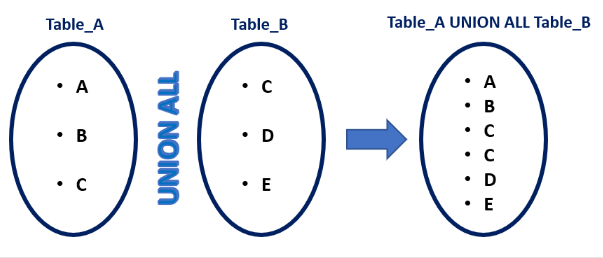 Table_A
• A
• B
• C
UNION ALL
Table_B
• C
• D
• E
Table_A UNION ALL Table_B
• A
• B
• C
• C
• D
• E